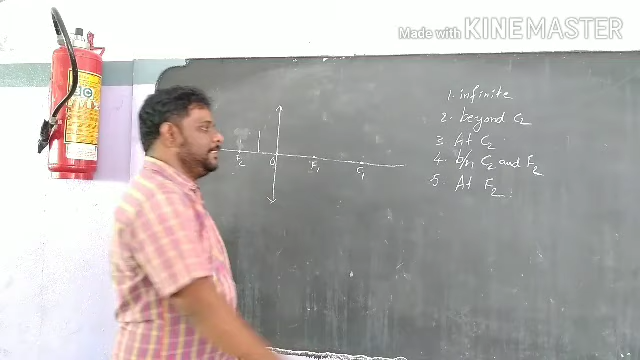 Made with KINEMASTER
1. infinite
2. beyond C2
3. At C2
4. b/n C2 and F2
5. At F2.
F2 O F1 C1